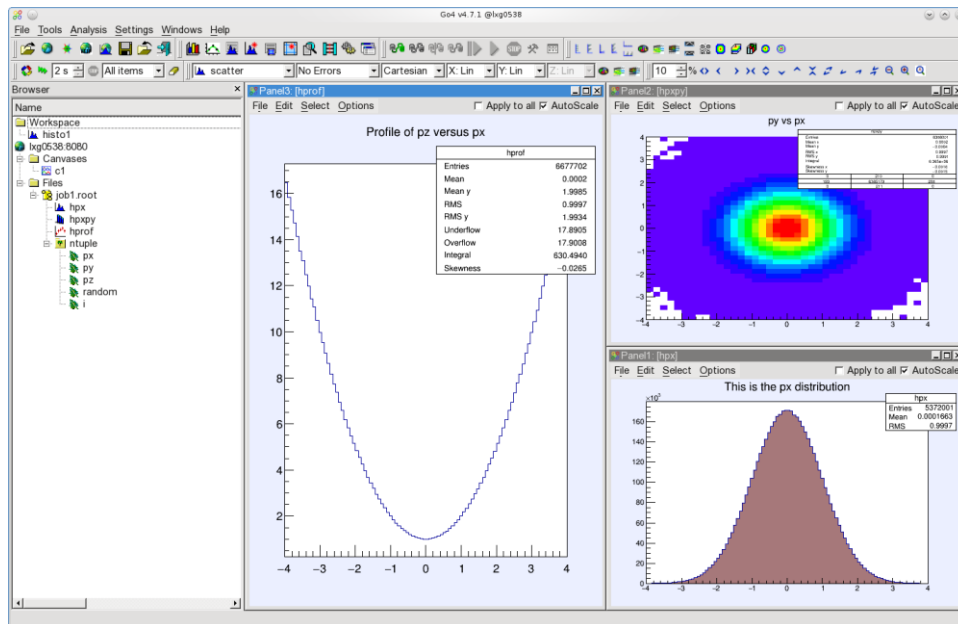 Go4 v4.7.1 @lxg0538
File Tools Analysis Settings Windows Help
2 s All items scatter No Errors Cartesian X: Lin Y: Lin Z: Lin 10 %
Browser
Name
Workspace
histo1
lxg0538:8080
Canvases
c1
Files
job1.root
hpx
hpxpy
hprof
ntuple
px
py
pz
random
i
Panel3: [hprof]
File Edit Select Options Apply to all AutoScale
Profile of pz versus px
hprof
Entries 6677702
Mean 0.0002
Mean y 1.9985
RMS 0.9997
RMS y 1.9934
Underflow 17.8905
Overflow 17.9008
Integral 630.4940
Skewness −0.0265
16
14
12
10
8
6
4
2
−4 −3 −2 −1 0 1 2 3 4
Panel2: [hpxpy]
File Edit Select Options Apply to all AutoScale
py vs px
Entries
Mean x
Mean y
RMS x
RMS y
Integral
Skewness x
Skewness y
4
3
2
1
0
−1
−2
−3
−4
−4 −3 −2 −1 0 1 2 3 4
Panel1: [hpx]
File Edit Select Options Apply to all AutoScale
This is the px distribution
×10³
hpx
Entries 5372001
Mean 0.0001663
RMS 0.9997
160
140
120
100
80
60
40
20
0
−4 −3 −2 −1 0 1 2 3 4